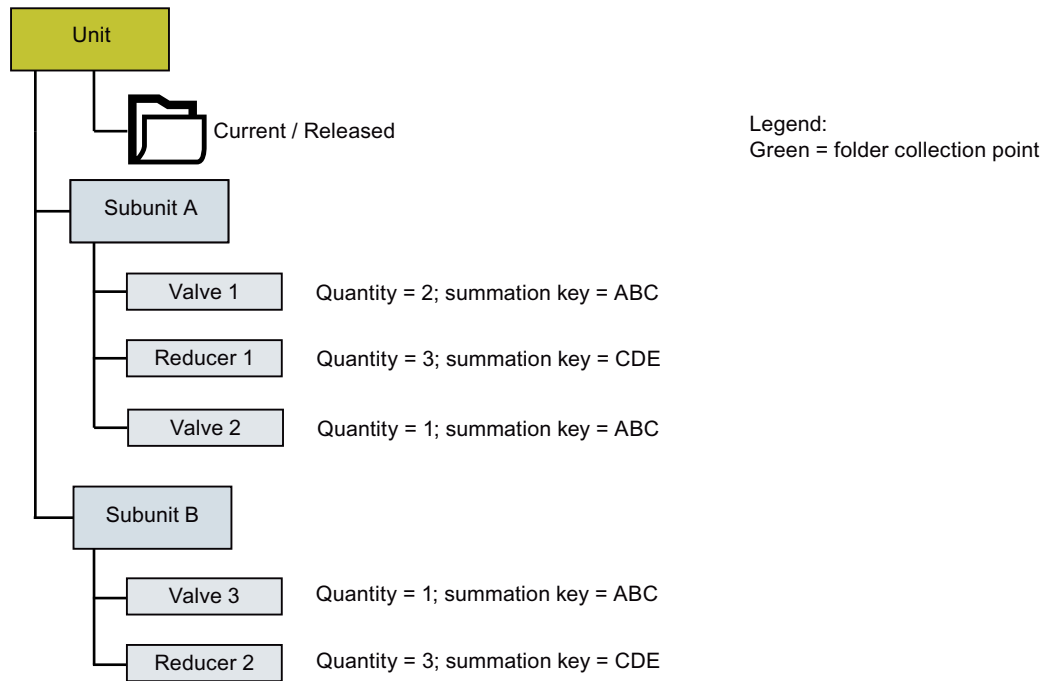 Unit
Current / Released
Legend:
Green = folder collection point
Subunit A
Valve 1 Quantity = 2; summation key = ABC
Reducer 1 Quantity = 3; summation key = CDE
Valve 2 Quantity = 1; summation key = ABC
Subunit B
Valve 3 Quantity = 1; summation key = ABC
Reducer 2 Quantity = 3; summation key = CDE